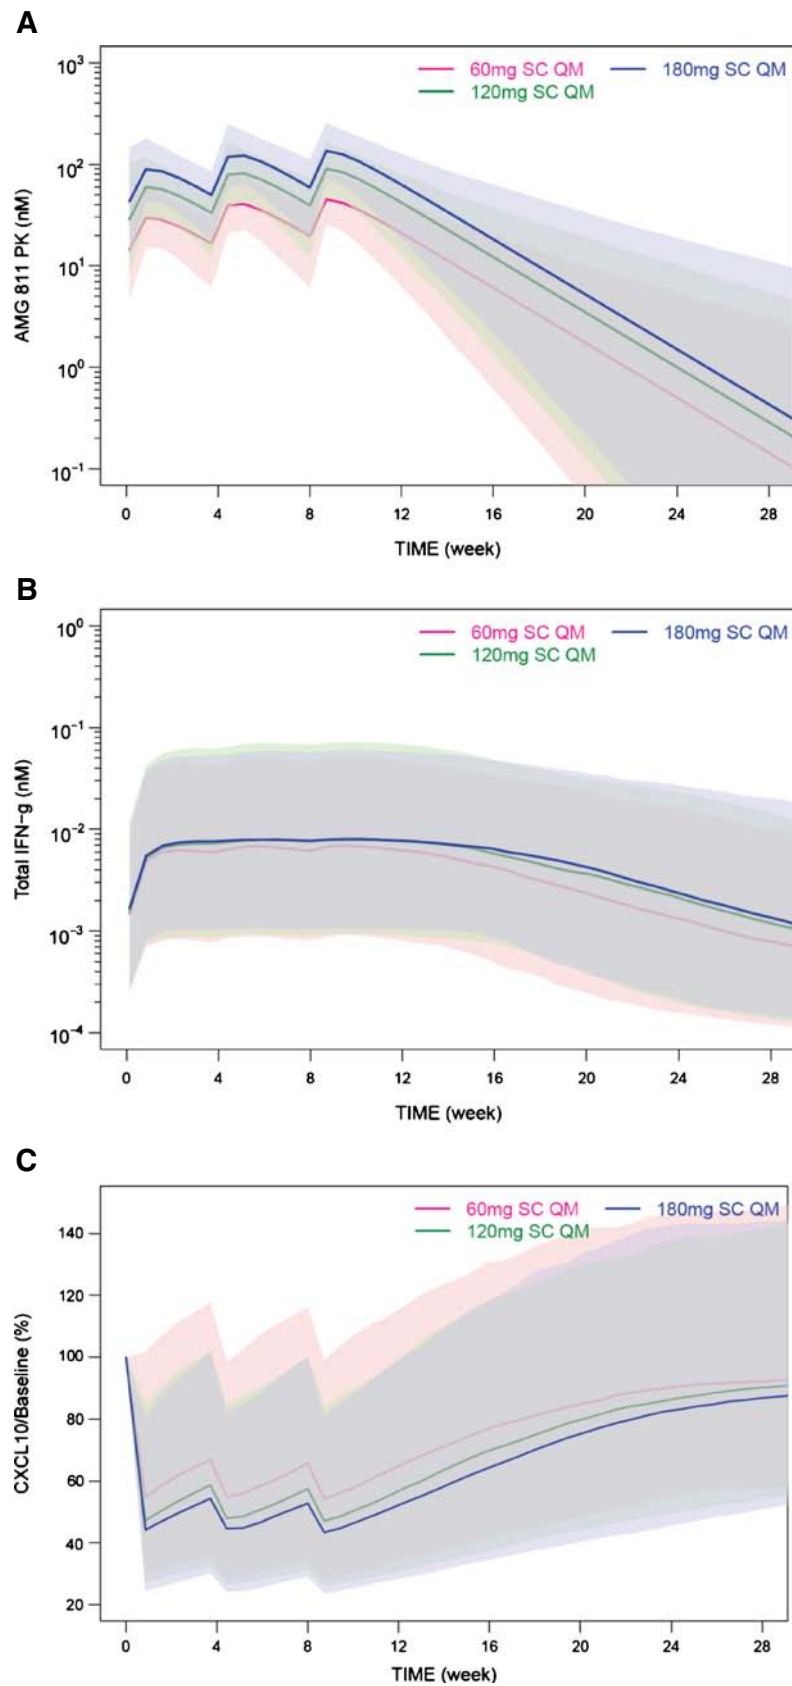 A
60mg SC QM 180mg SC QM
120mg SC QM
AMG 811 PK (nM)
10³
10²
10¹
10⁰
10⁻¹
0 4 8 12 16 20 24 28
TIME (week)
B
60mg SC QM 180mg SC QM
120mg SC QM
Total IFN-g (nM)
10⁰
10⁻¹
10⁻²
10⁻³
10⁻⁴
0 4 8 12 16 20 24 28
TIME (week)
C
60mg SC QM 180mg SC QM
120mg SC QM
CXCL10/Baseline (%)
140
120
100
80
60
40
20
0 4 8 12 16 20 24 28
TIME (week)